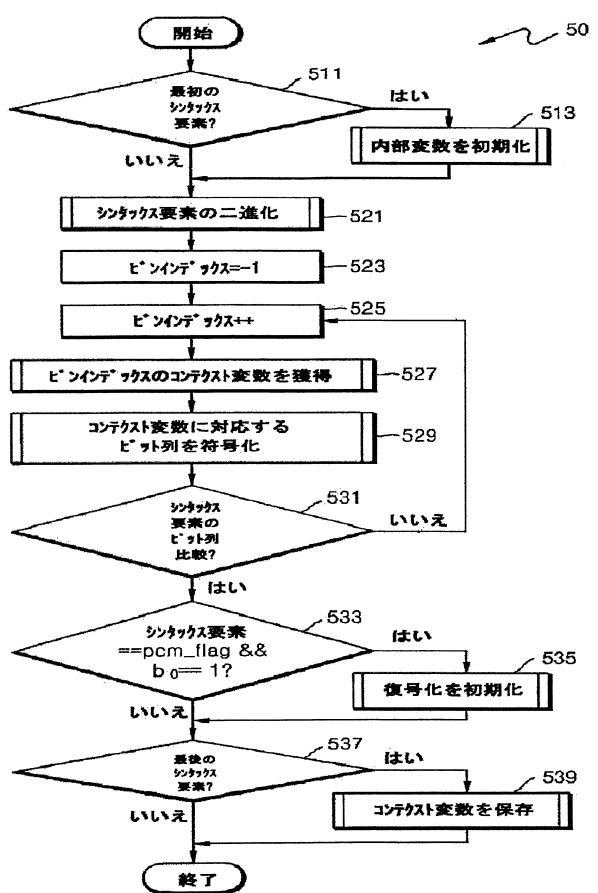 開始
50
最初の
シンタックス
要素?
511
はい
いいえ
内部変数を初期化
513
シンタックス要素の二進化
521
ビンインデックス=-1
523
ビンインデックス++
525
ビンインデックスのコンテクスト変数を獲得
527
コンテクスト変数に対応する
ビット列を符号化
529
シンタックス
要素の
ビット列
比較?
531
いいえ
はい
シンタックス要素
==pcm_flag &&
b0== 1?
533
はい
いいえ
復号化を初期化
535
最後の
シンタックス
要素?
537
はい
いいえ
コンテクスト変数を保存
539
終了